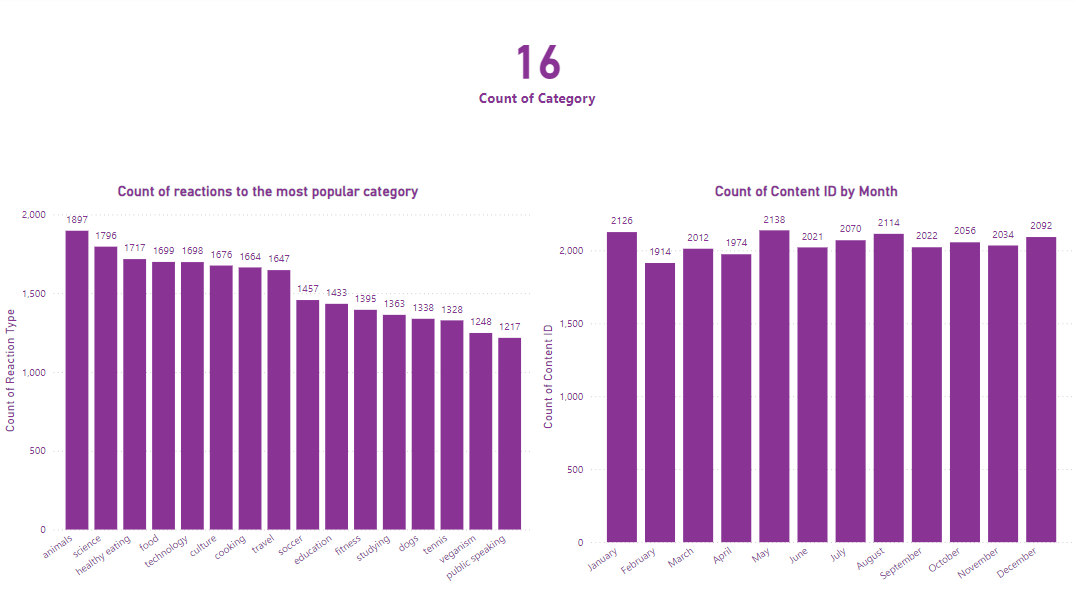 16
Count of Category
Count of reactions to the most popular category
Count of Reaction Type
2,000
1,500
1,000
500
0
1897
1796
1717
1699
1698
1676
1664
1647
1457
1433
1395
1363
1338
1328
1248
1217
animals
science
healthy eating
food
technology
culture
cooking
travel
soccer
education
fitness
studying
dogs
tennis
veganism
public speaking
Count of Content ID by Month
Count of Content ID
2,000
1,500
1,000
500
0
2126
1914
2012
1974
2138
2021
2070
2114
2022
2056
2034
2092
January
February
March
April
May
June
July
August
September
October
November
December